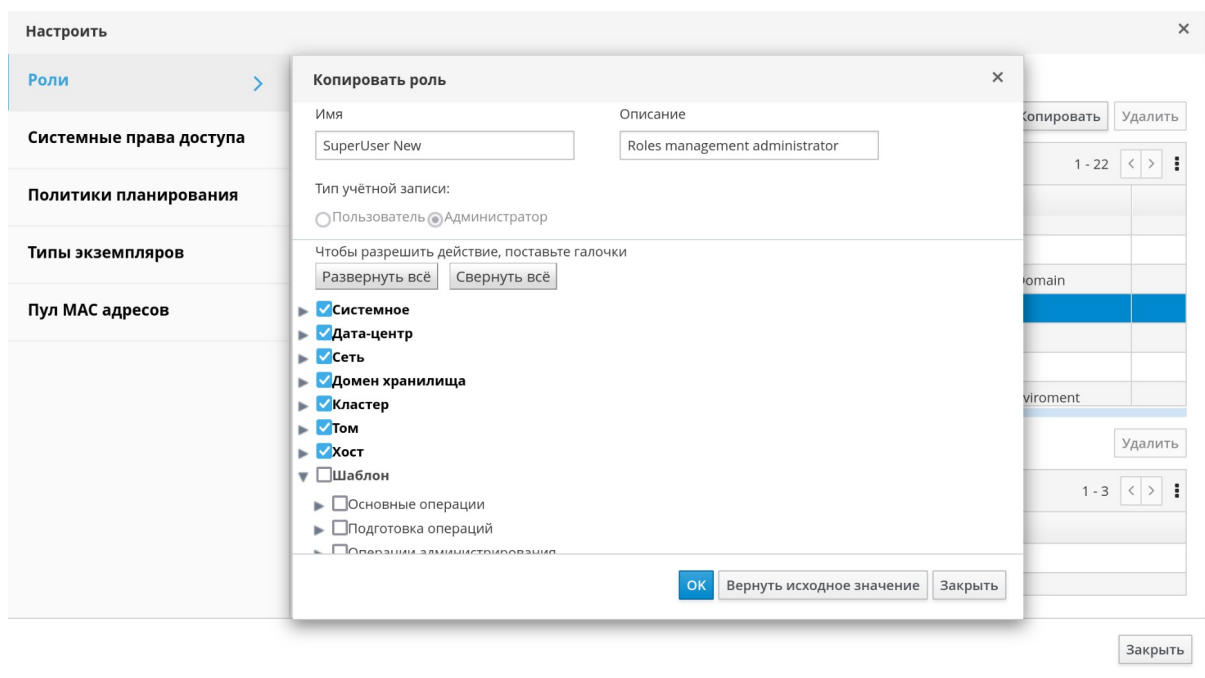 Настроить
Роли
Системные права доступа
Политики планирования
Типы экземпляров
Пул MAC адресов
Копировать роль
Имя Описание
SuperUser New Roles management administrator
Тип учётной записи:
Пользователь Администратор
Чтобы разрешить действие, поставьте галочки
Развернуть всё Свернуть всё
Системное
Дата-центр
Сеть
Домен хранилища
Кластер
Том
Хост
Шаблон
Основные операции
Подготовка операций
Операции администрирования
OK Вернуть исходное значение Закрыть
Копировать Удалить
1 - 22
omain
viroment
Удалить
1 - 3
Закрыть